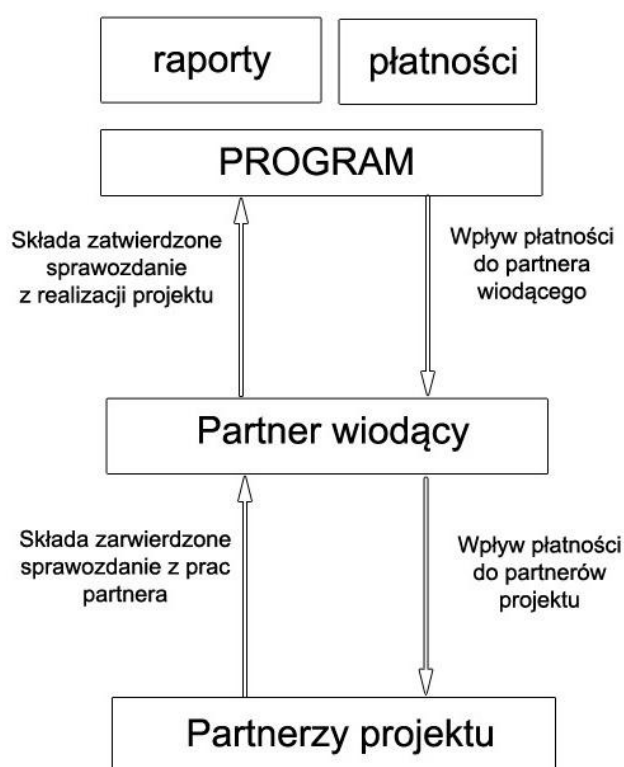 raporty
płatności
PROGRAM
Składa zatwierdzone
sprawozdanie
z realizacji projektu
Wpływ płatności
do partnera
wiodącego
Partner wiodący
Składa zarwierdzone
sprawozdanie z prac
partnera
Wpływ płatności
do partnerów
projektu
Partnerzy projektu